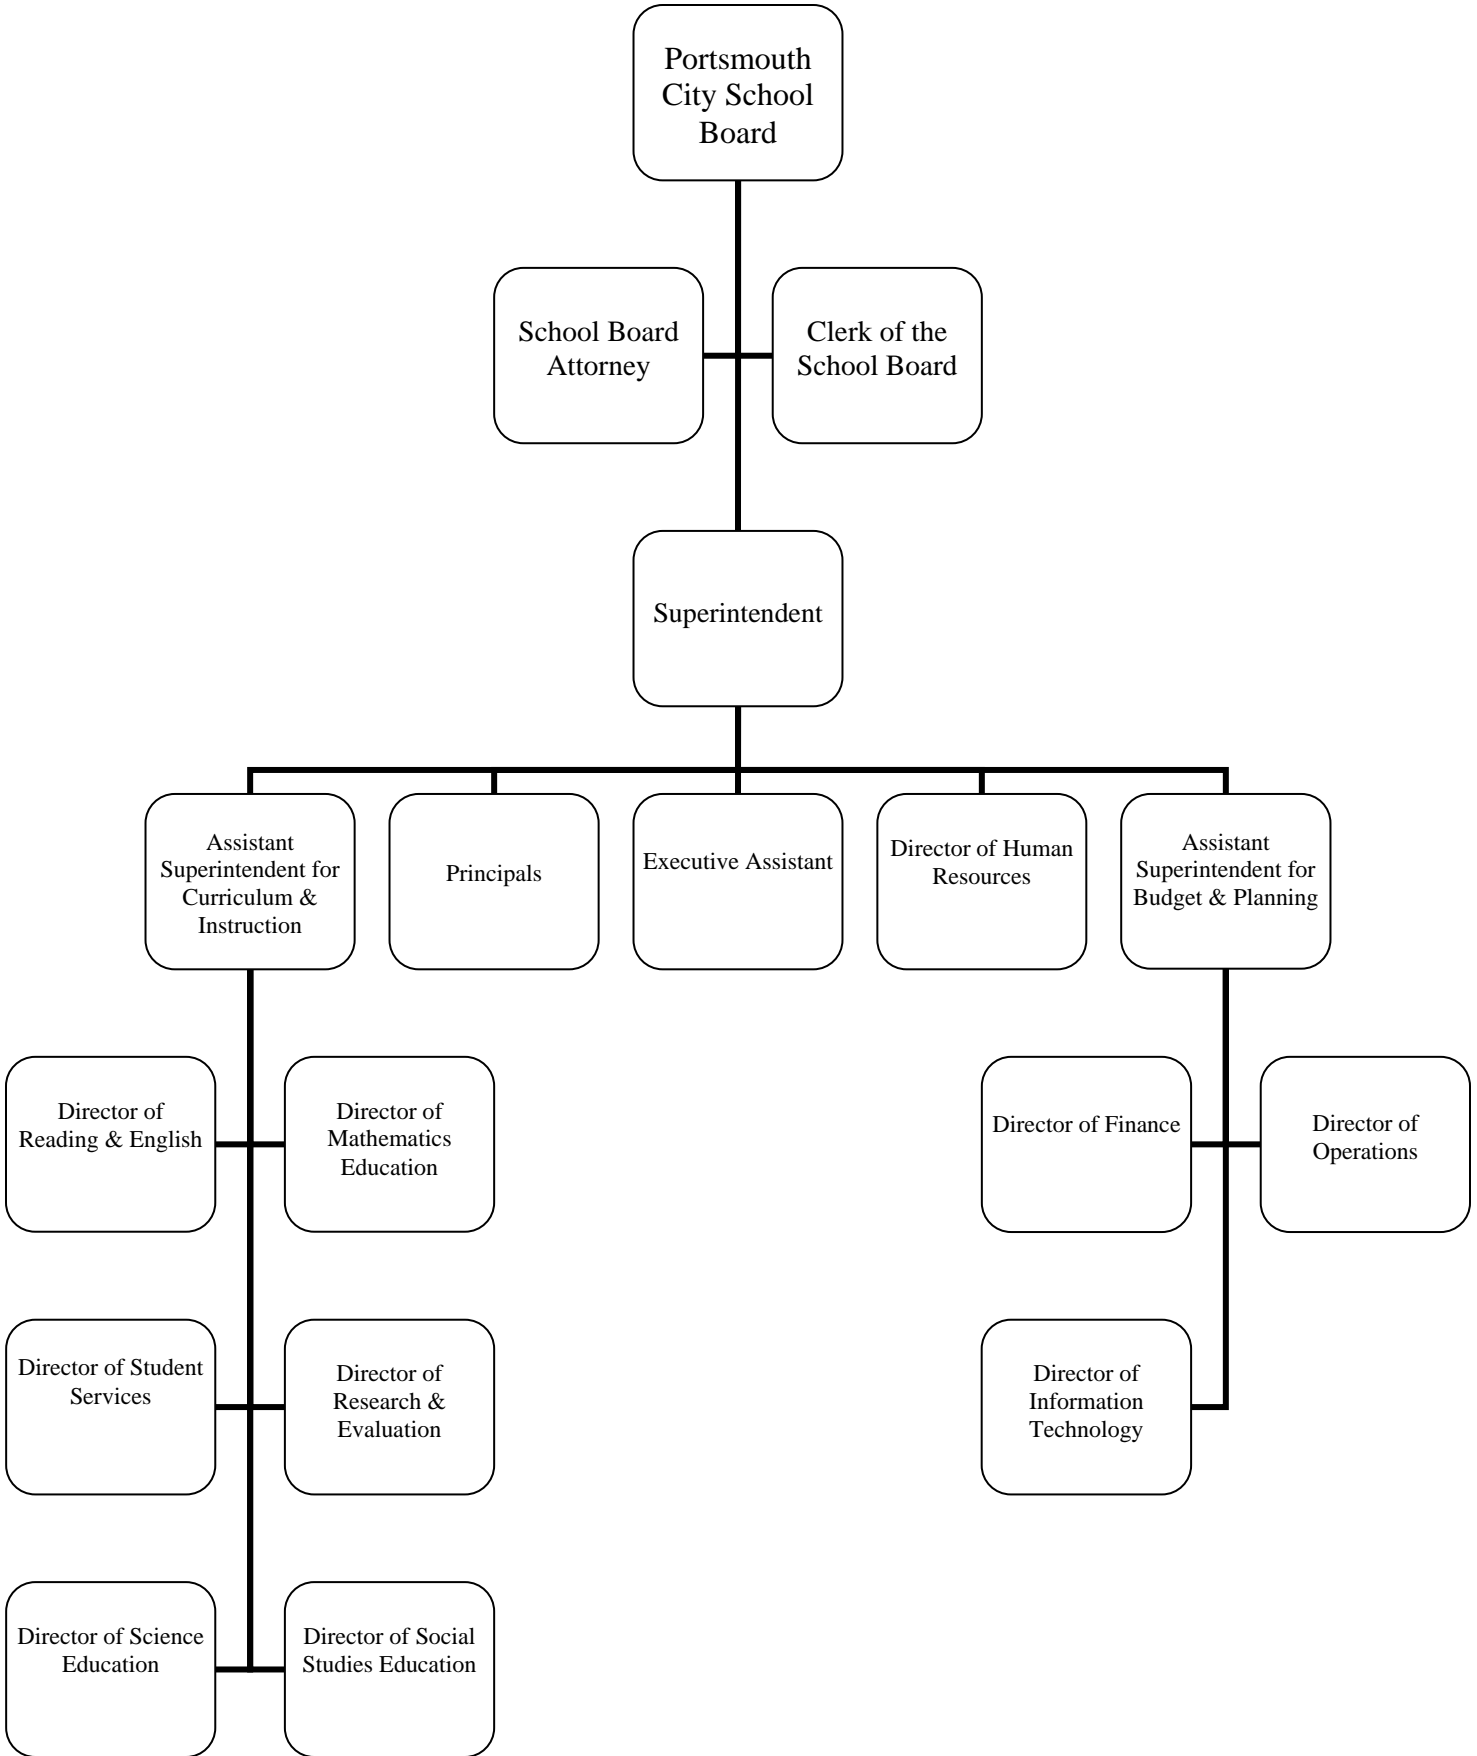 Portsmouth
City School
Board
School Board
Attorney
Clerk of the
School Board
Superintendent
Assistant
Superintendent for
Curriculum &
Instruction
Principals
Executive Assistant
Director of Human
Resources
Assistant
Superintendent for
Budget & Planning
Director of
Reading & English
Director of
Mathematics
Education
Director of Finance
Director of
Operations
Director of Student
Services
Director of
Research &
Evaluation
Director of
Information
Technology
Director of Science
Education
Director of Social
Studies Education